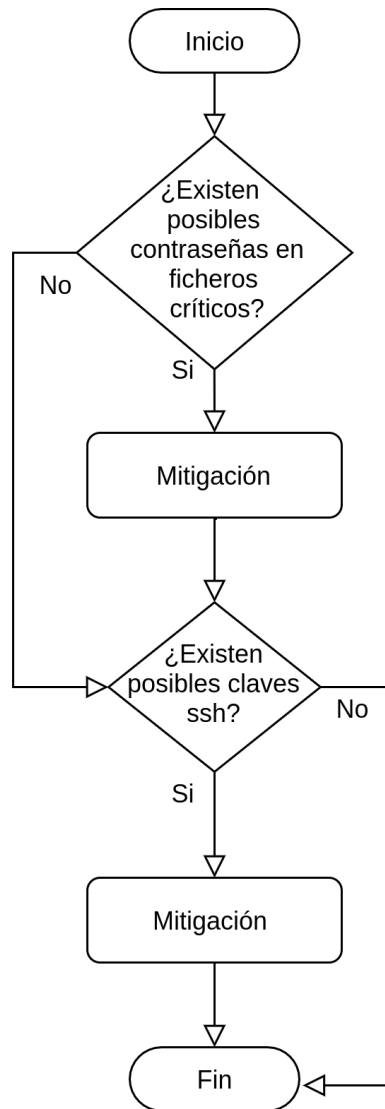 Inicio
¿Existen
posibles
contraseñas en
ficheros
críticos?
No
Si
Mitigación
¿Existen
posibles claves
ssh?
No
Si
Mitigación
Fin